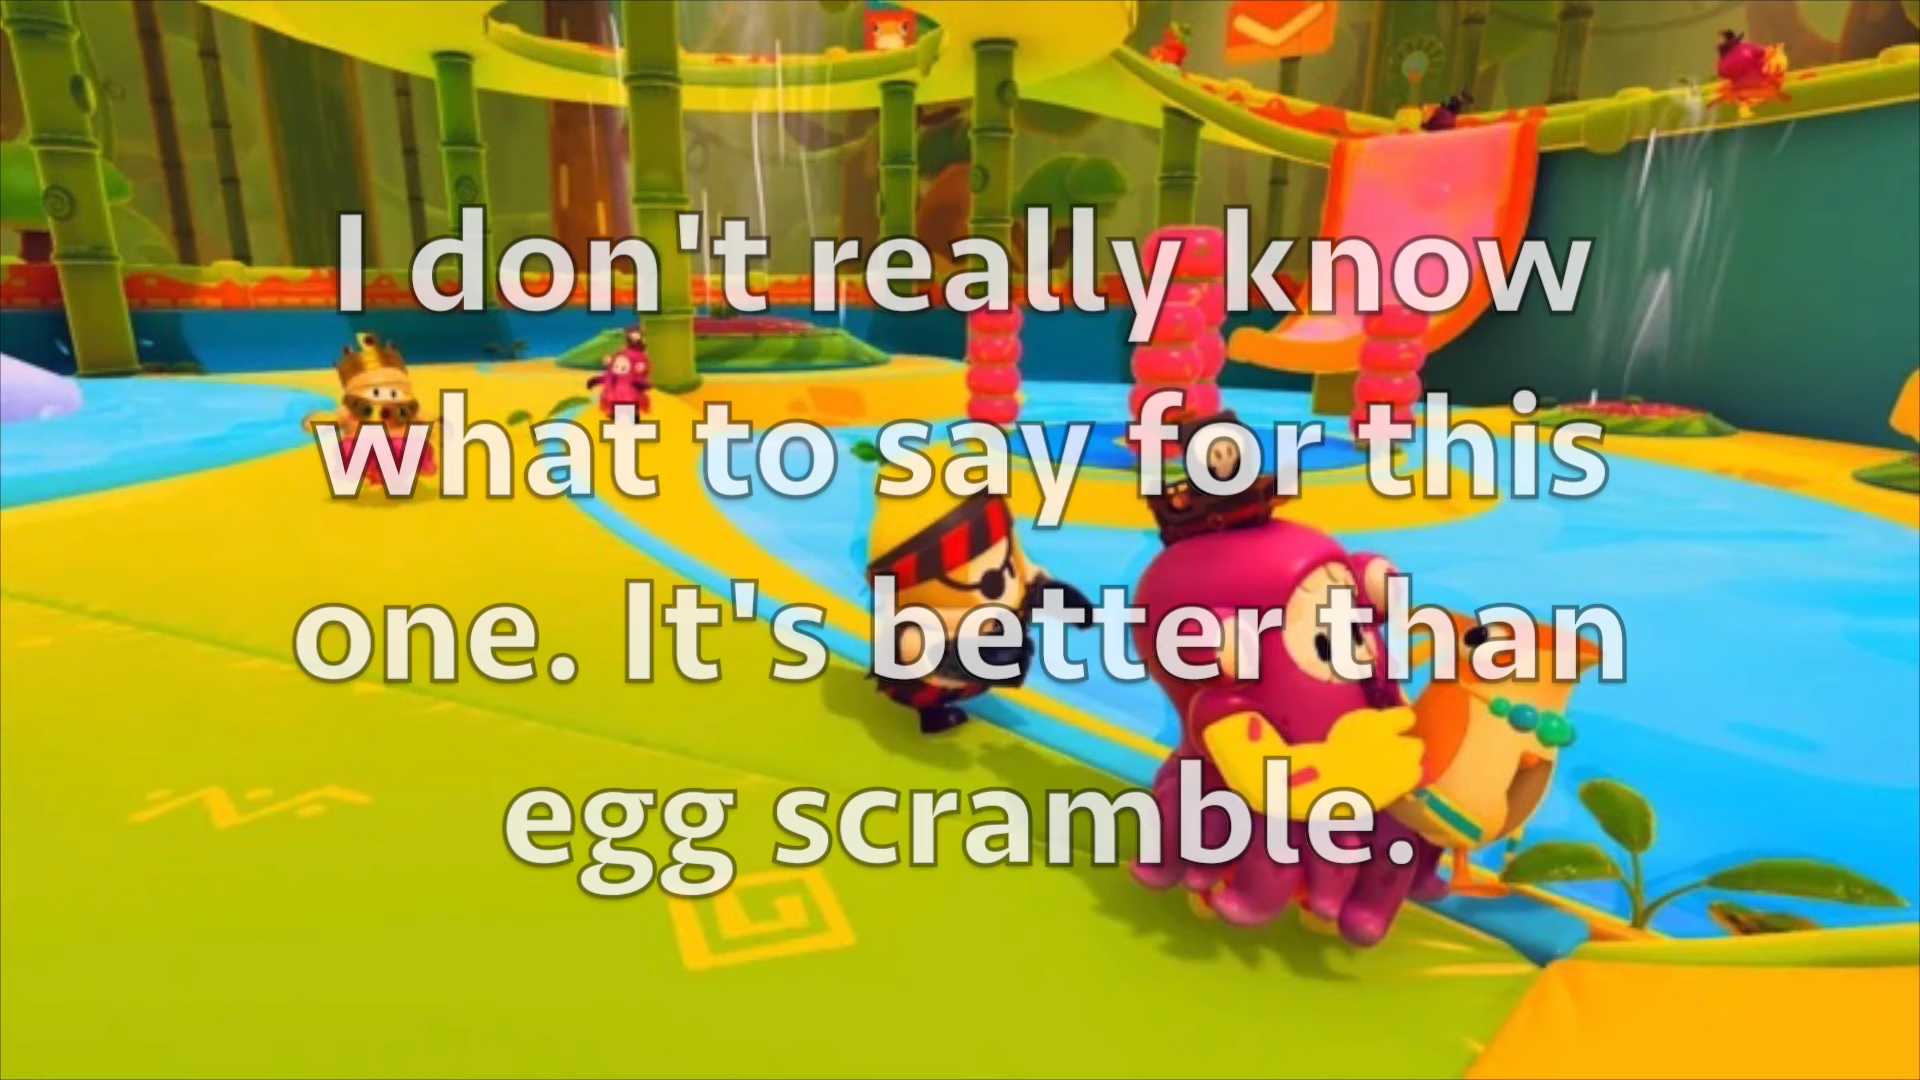 I don't really know
what to say for this
one. It's better than
egg scramble.